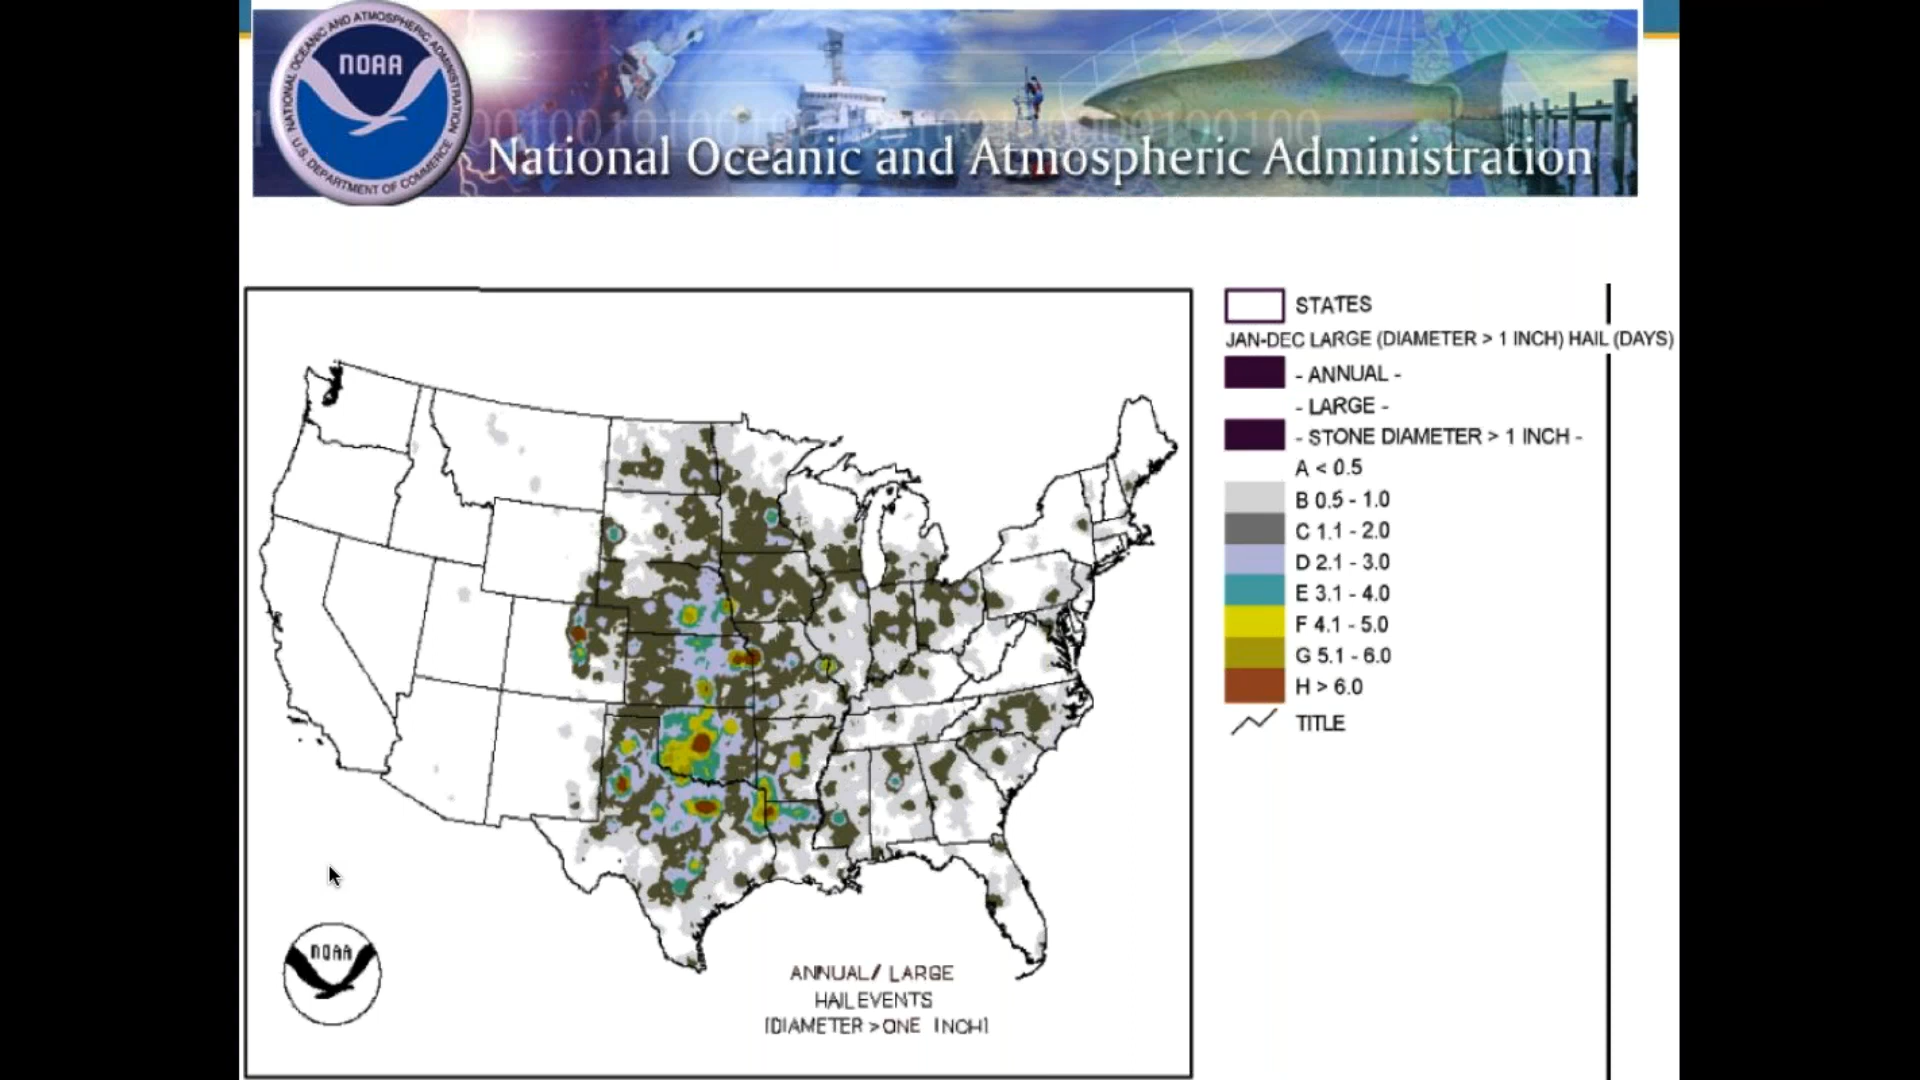 NATIONAL OCEANIC AND ATMOSPHERIC ADMINISTRATION
U.S. DEPARTMENT OF COMMERCE
NOAA
National Oceanic and Atmospheric Administration
STATES
JAN-DEC LARGE (DIAMETER > 1 INCH) HAIL (DAYS)
- ANNUAL -
- LARGE -
- STONE DIAMETER > 1 INCH -
A < 0.5
B 0.5 - 1.0
C 1.1 - 2.0
D 2.1 - 3.0
E 3.1 - 4.0
F 4.1 - 5.0
G 5.1 - 6.0
H > 6.0
TITLE
NOAA
ANNUAL/ LARGE
HAIL EVENTS
(DIAMETER > ONE INCH)